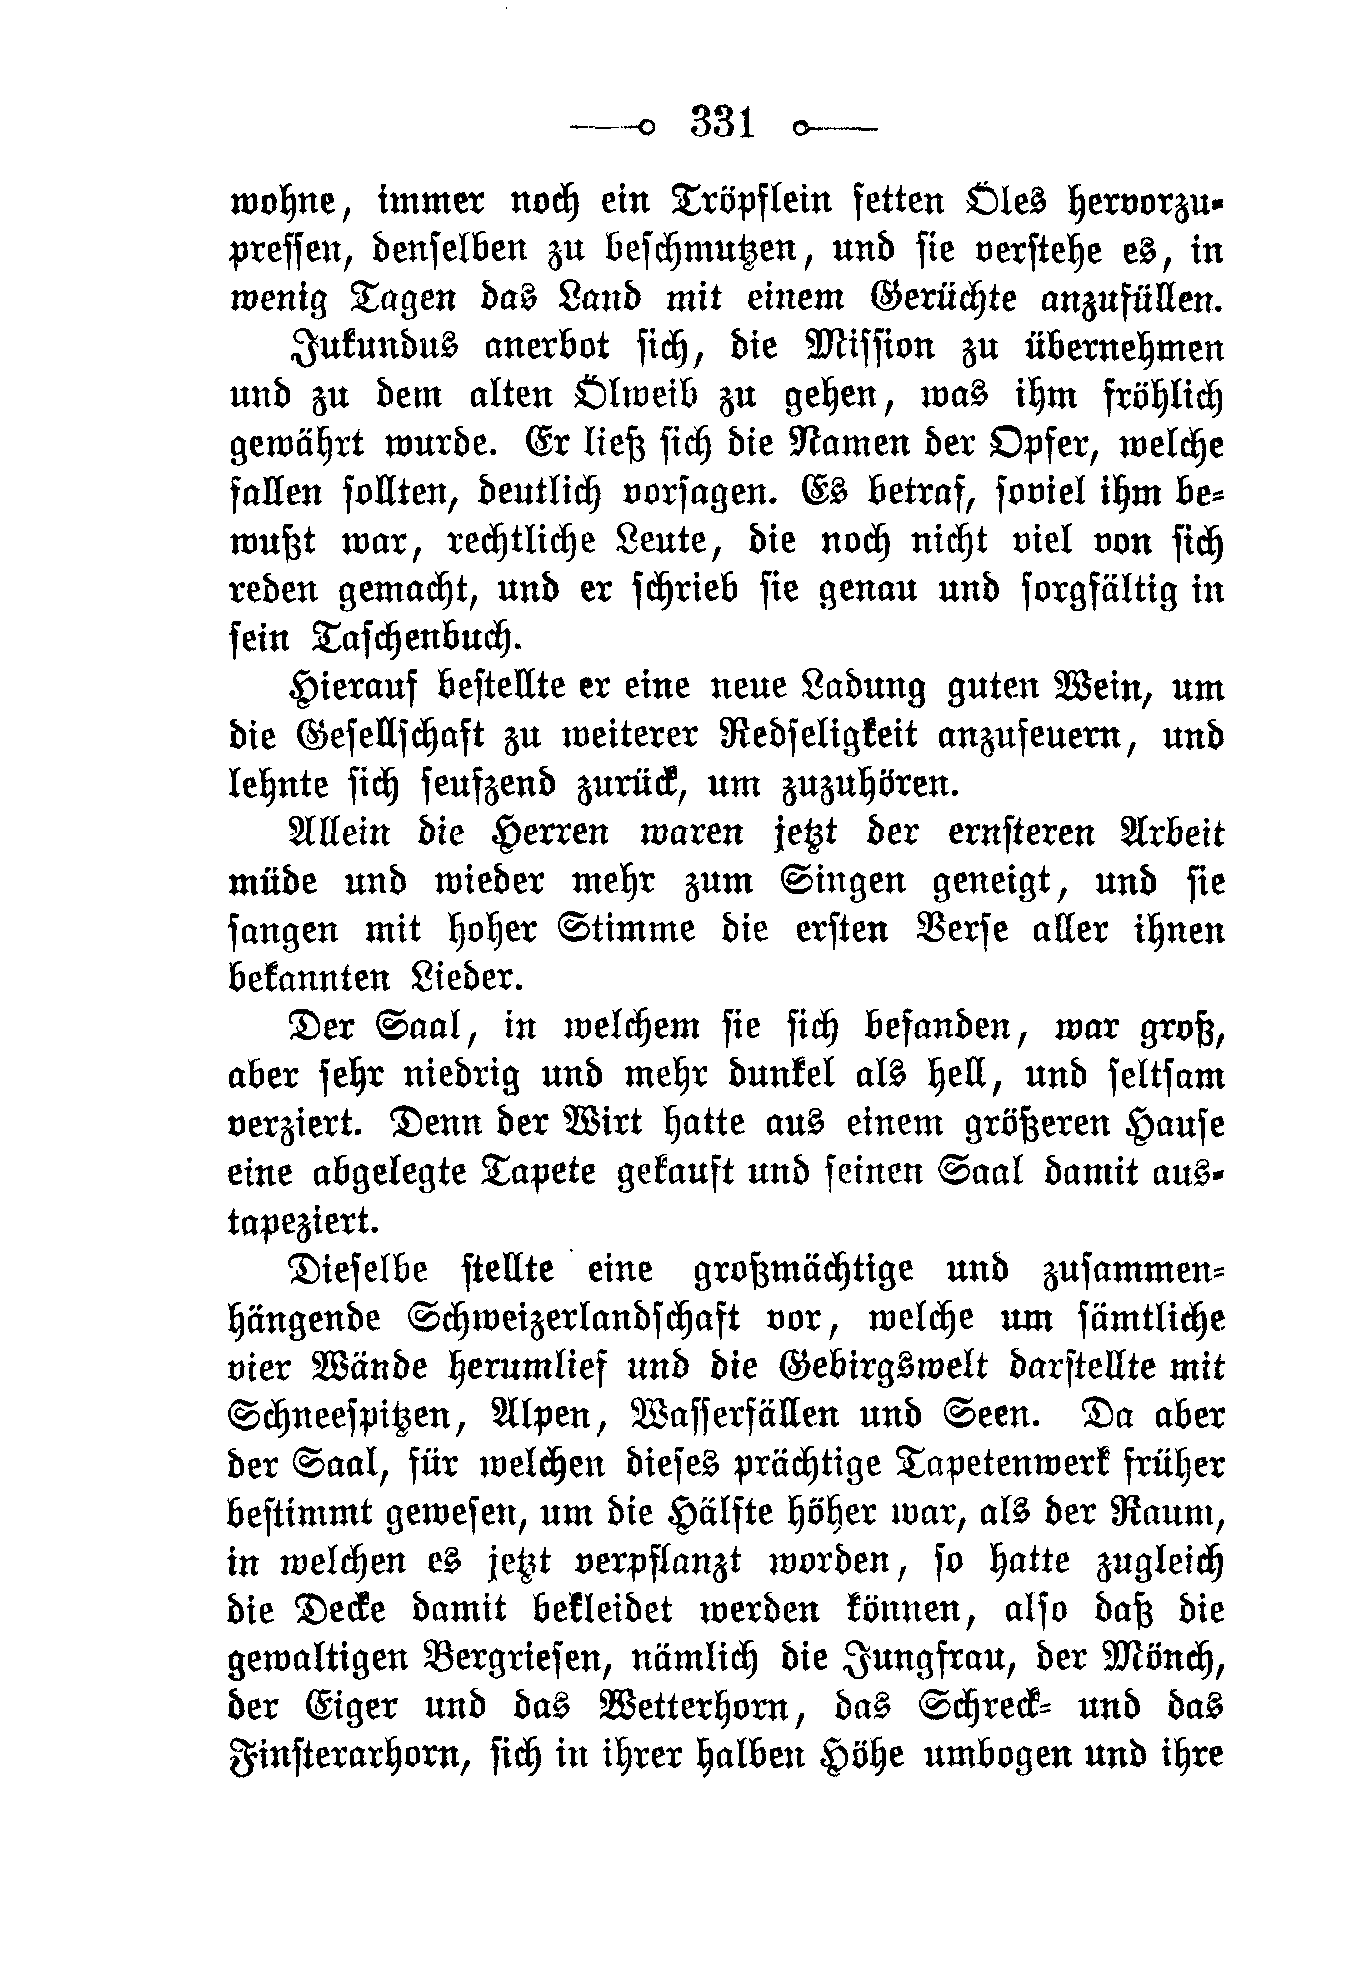 331
wohne, immer noch ein Tröpflein fetten Öles hervorzu-
pressen, denselben zu beschmutzen, und sie verstehe es, in
wenig Tagen das Land mit einem Gerüchte anzufüllen.
Jukundus anerbot sich, die Mission zu übernehmen
und zu dem alten Ölweib zu gehen, was ihm fröhlich
gewährt wurde. Er ließ sich die Namen der Opfer, welche
fallen sollten, deutlich vorsagen. Es betraf, soviel ihm be-
wußt war, rechtliche Leute, die noch nicht viel von sich
reden gemacht, und er schrieb sie genau und sorgfältig in
sein Taschenbuch.
Hierauf bestellte er eine neue Ladung guten Wein, um
die Gesellschaft zu weiterer Redseligkeit anzufeuern, und
lehnte sich seufzend zurück, um zuzuhören.
Allein die Herren waren jetzt der ernsteren Arbeit
müde und wieder mehr zum Singen geneigt, und sie
sangen mit hoher Stimme die ersten Verse aller ihnen
bekannten Lieder.
Der Saal, in welchem sie sich befanden, war groß,
aber sehr niedrig und mehr dunkel als hell, und seltsam
verziert. Denn der Wirt hatte aus einem größeren Hause
eine abgelegte Tapete gekauft und seinen Saal damit aus-
tapeziert.
Dieselbe stellte eine großmächtige und zusammen-
hängende Schweizerlandschaft vor, welche um sämtliche
vier Wände herumlief und die Gebirgswelt darstellte mit
Schneespitzen, Alpen, Wasserfällen und Seen. Da aber
der Saal, für welchen dieses prächtige Tapetenwerk früher
bestimmt gewesen, um die Hälfte höher war, als der Raum,
in welchen es jetzt verpflanzt worden, so hatte zugleich
die Decke damit bekleidet werden können, also daß die
gewaltigen Bergriesen, nämlich die Jungfrau, der Mönch,
der Eiger und das Wetterhorn, das Schreck- und das
Finsterarhorn, sich in ihrer halben Höhe umbogen und ihre